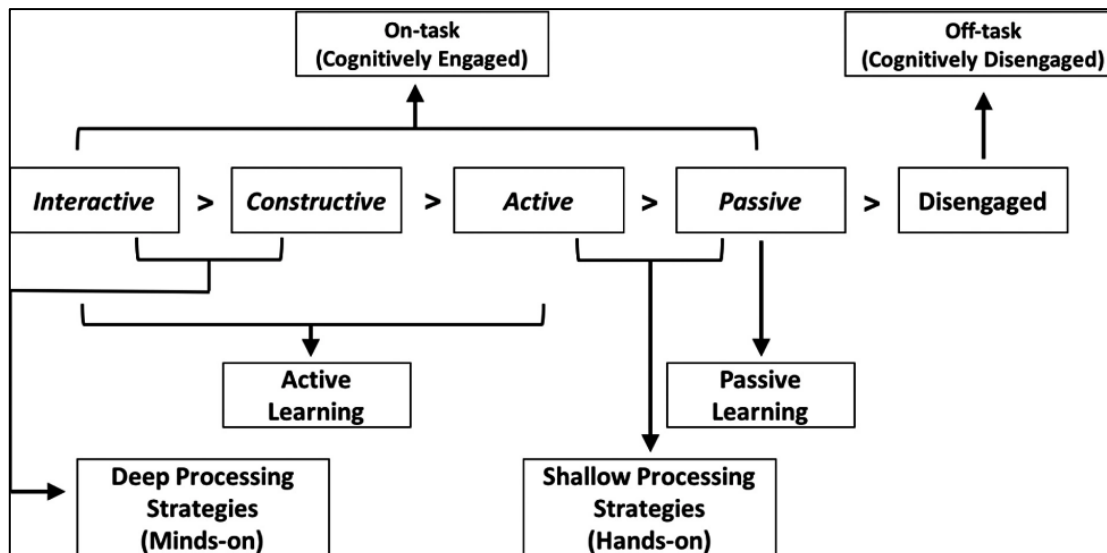 On-task
(Cognitively Engaged)
Off-task
(Cognitively Disengaged)
Interactive > Constructive > Active > Passive > Disengaged
Active
Learning
Passive
Learning
Deep Processing
Strategies
(Minds-on)
Shallow Processing
Strategies
(Hands-on)